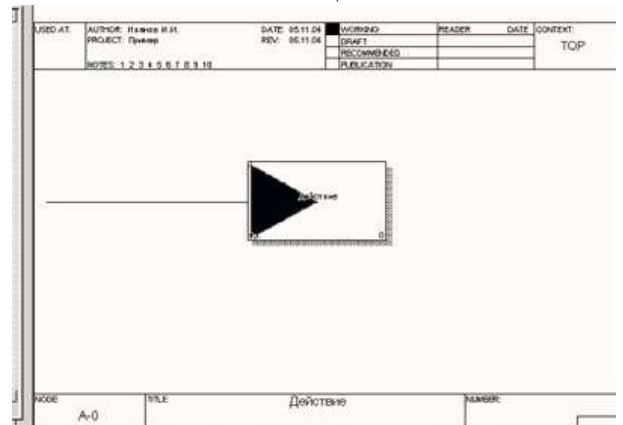 USED AT:
AUTHOR: Иванов И.И.
DATE: 05.11.04
WORKING
READER
DATE
CONTEXT:
PROJECT: Пример
REV: 05.11.04
DRAFT
TOP
RECOMMENDED
NOTES: 1 2 3 4 5 6 7 8 9 10
PUBLICATION
Действие
0
NODE:
TITLE:
Действие
NUMBER:
A-0